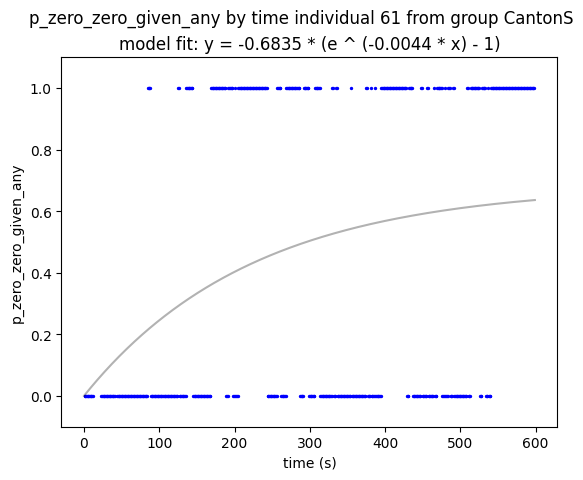 p_zero_zero_given_any by time individual 61 from group CantonS
model fit: y = -0.6835 * (e ^ (-0.0044 * x) - 1)
1.0
0.8
0.6
0.4
0.2
0.0
p_zero_zero_given_any
0 100 200 300 400 500 600
time (s)